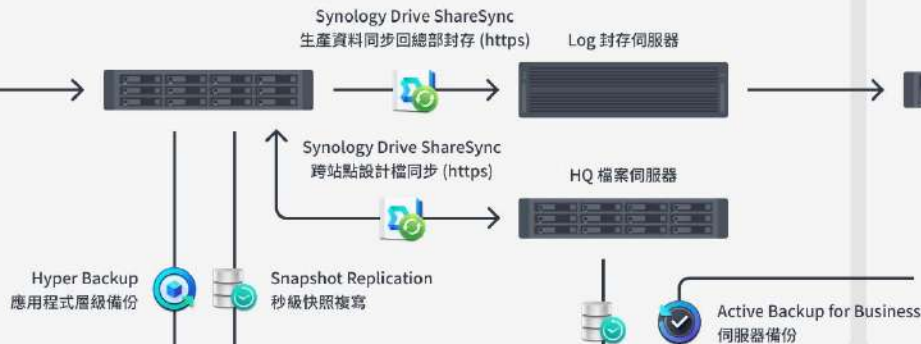 Synology Drive ShareSync
生產資料同步回總部封存 (https)
Log 封存伺服器
Synology Drive ShareSync
跨站點設計檔同步 (https)
HQ 檔案伺服器
Hyper Backup
應用程式層級備份
Snapshot Replication
秒級快照複寫
Active Backup for Business
伺服器備份